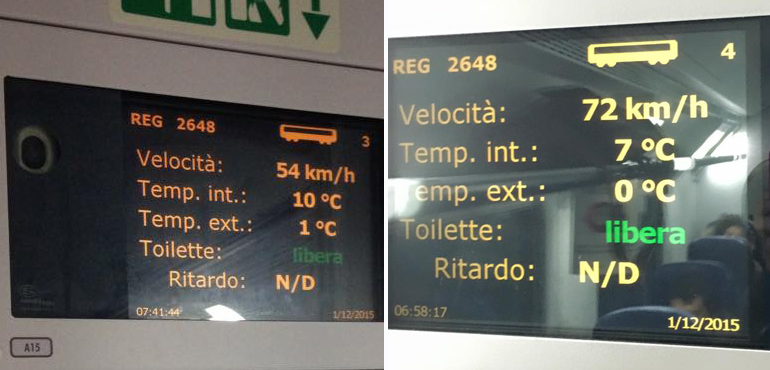 REG 2648
3
Velocità: 54 km/h
Temp. int.: 10 °C
Temp. ext.: 1 °C
Toilette: libera
Ritardo: N/D
07:41:44 1/12/2015
A15
REG 2648 4
Velocità: 72 km/h
Temp. int.: 7 °C
Temp. ext.: 0 °C
Toilette: libera
Ritardo: N/D
06:58:17
1/12/2015